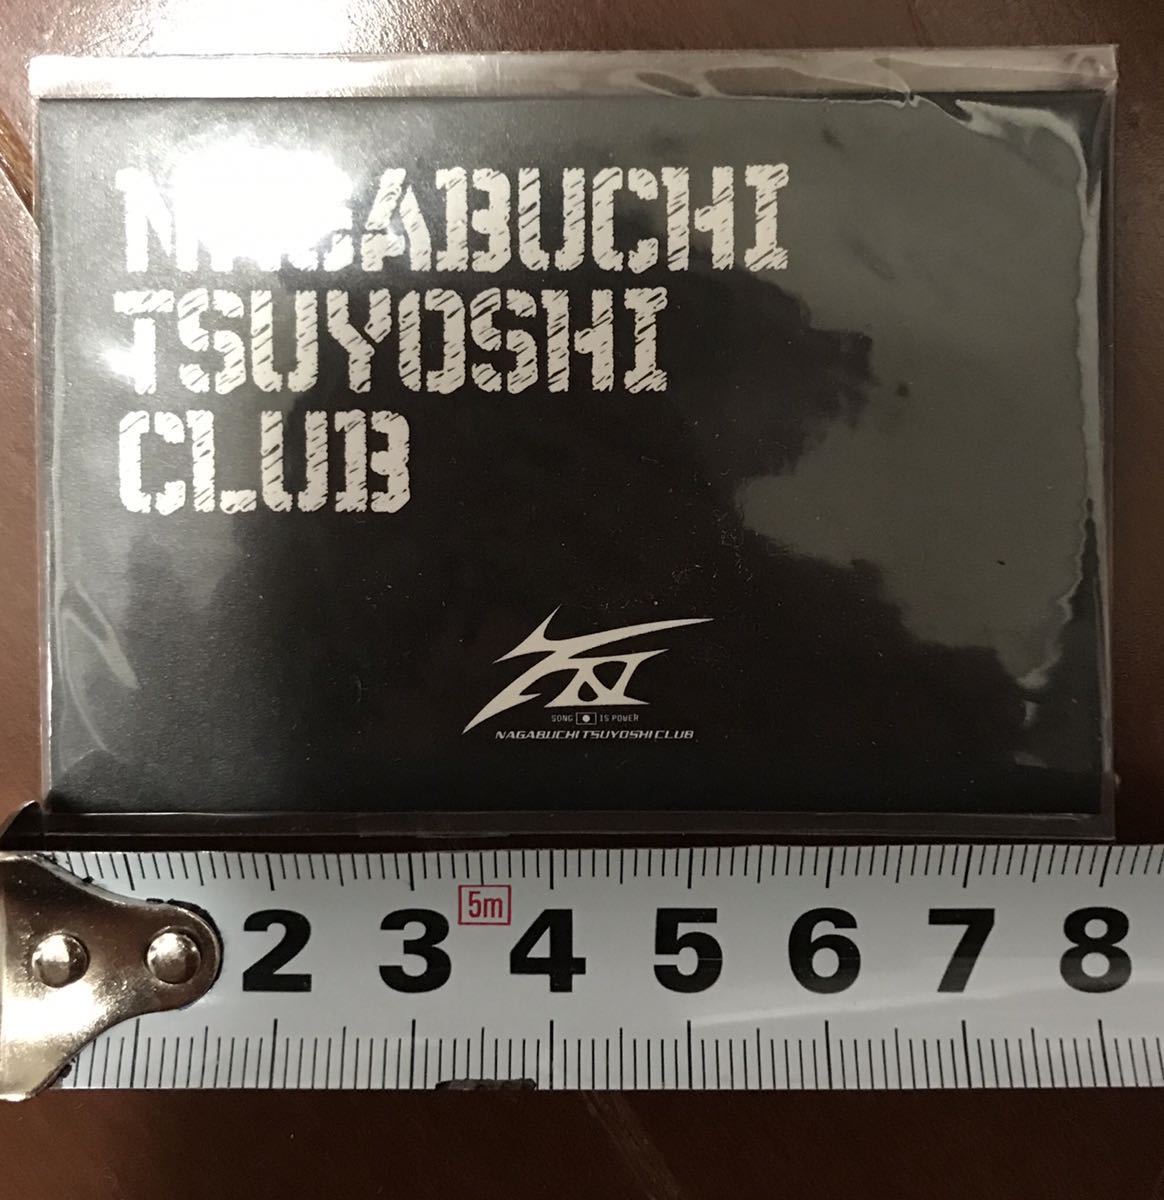 NAGABUCHI
TSUYOSHI
CLUB
SONG IS POWER
NAGABUCHI TSUYOSHI CLUB
5m
2 3 4 5 6 7 8